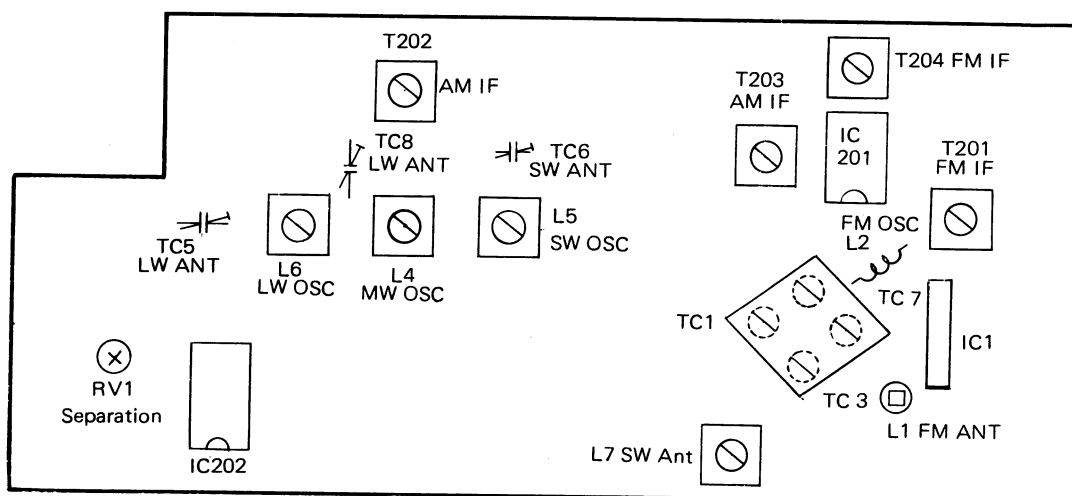 T202
AM IF
T204 FM IF
T203
AM IF
IC
201
T201
FM IF
TC8
LW ANT
TC6
SW ANT
TC5
LW ANT
L6
LW OSC
L4
MW OSC
L5
SW OSC
FM OSC
L2
TC 7
TC1
IC1
TC 3
L1 FM ANT
RV1
Separation
IC202
L7 SW Ant